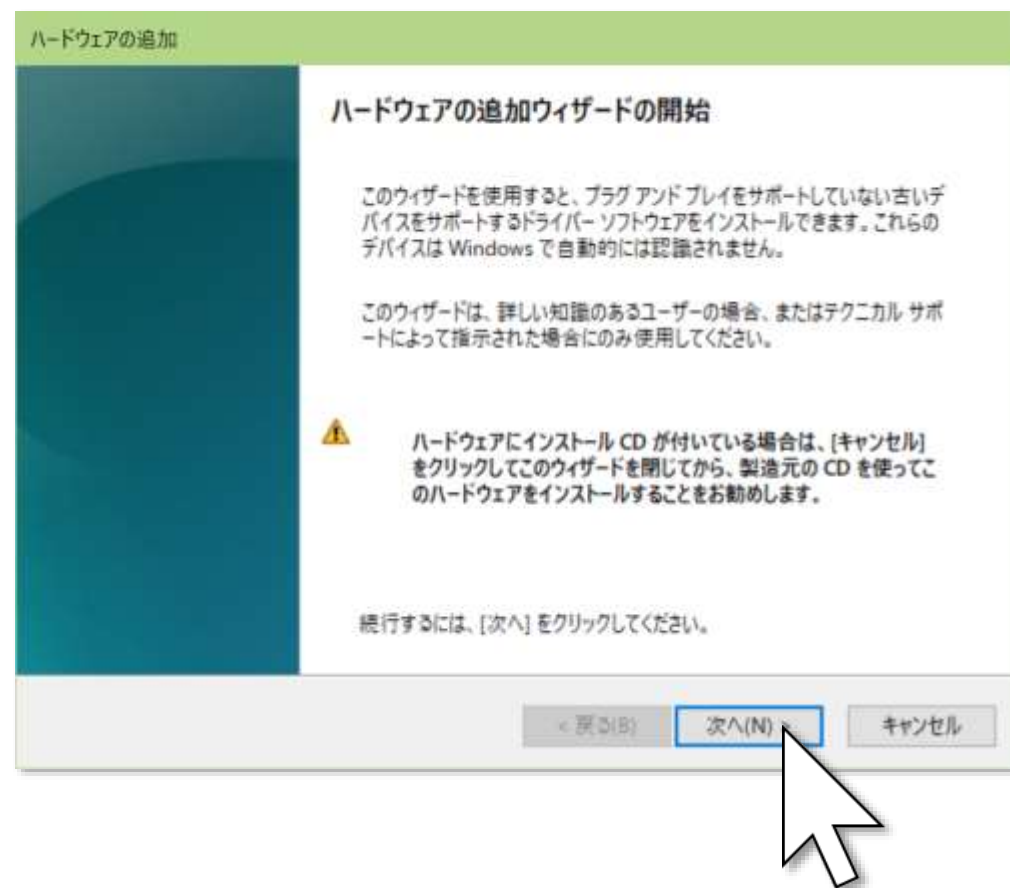 ハードウェアの追加
ハードウェアの追加ウィザードの開始
このウィザードを使用すると、プラグ アンド プレイをサポートしていない古いデ
バイスをサポートするドライバー ソフトウェアをインストールできます。これらの
デバイスは Windows で自動的には認識されません。
このウィザードは、詳しい知識のあるユーザーの場合、またはテクニカル サポ
ートによって指示された場合にのみ使用してください。
ハードウェアにインストール CD が付いている場合は、[キャンセル]
をクリックしてこのウィザードを閉じてから、製造元の CD を使ってこ
のハードウェアをインストールすることをお勧めします。
続行するには、[次へ] をクリックしてください。
< 戻る(B) 次へ(N) > キャンセル